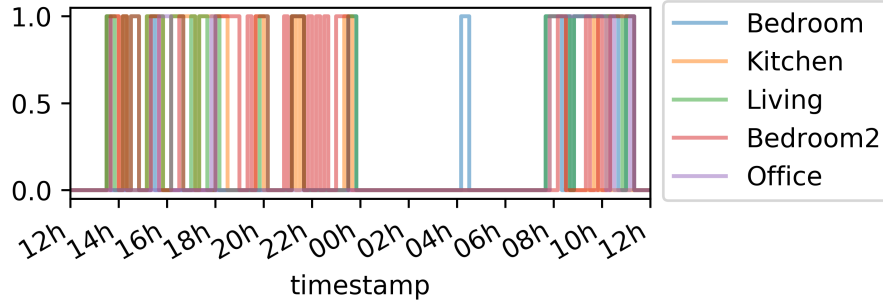 1.0
0.5
0.0
12h 14h 16h 18h 20h 22h 00h 02h 04h 06h 08h 10h 12h
timestamp
Bedroom
Kitchen
Living
Bedroom2
Office